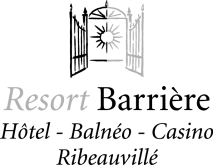 Resort Barrière
Hôtel - Balnéo - Casino
Ribeauvillé